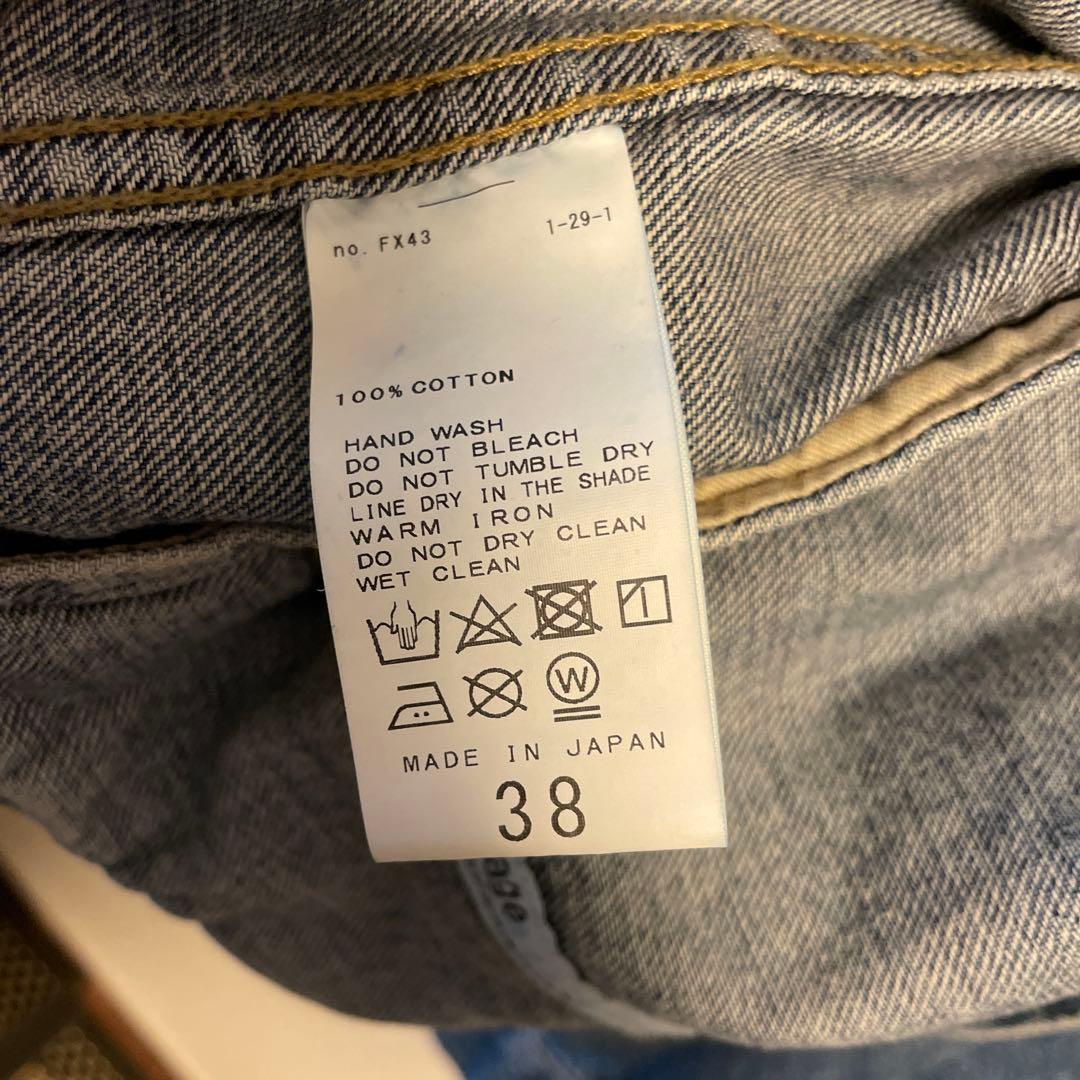 no. FX43 1-29-1
100% COTTON
HAND WASH
DO NOT BLEACH
DO NOT TUMBLE DRY
LINE DRY IN THE SHADE
WARM IRON
DO NOT DRY CLEAN
WET CLEAN
W
MADE IN JAPAN
38